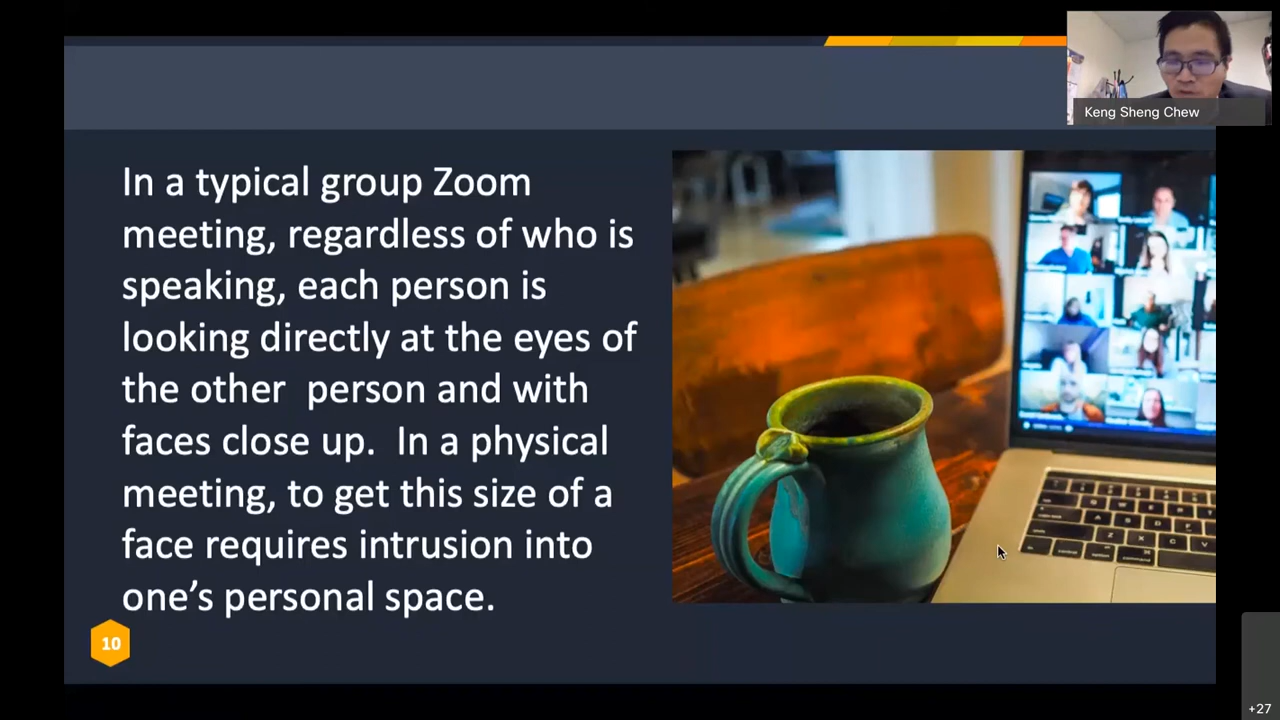 Keng Sheng Chew
In a typical group Zoom
meeting, regardless of who is
speaking, each person is
looking directly at the eyes of
the other  person and with
faces close up.  In a physical
meeting, to get this size of a
face requires intrusion into
one’s personal space.
10
+27